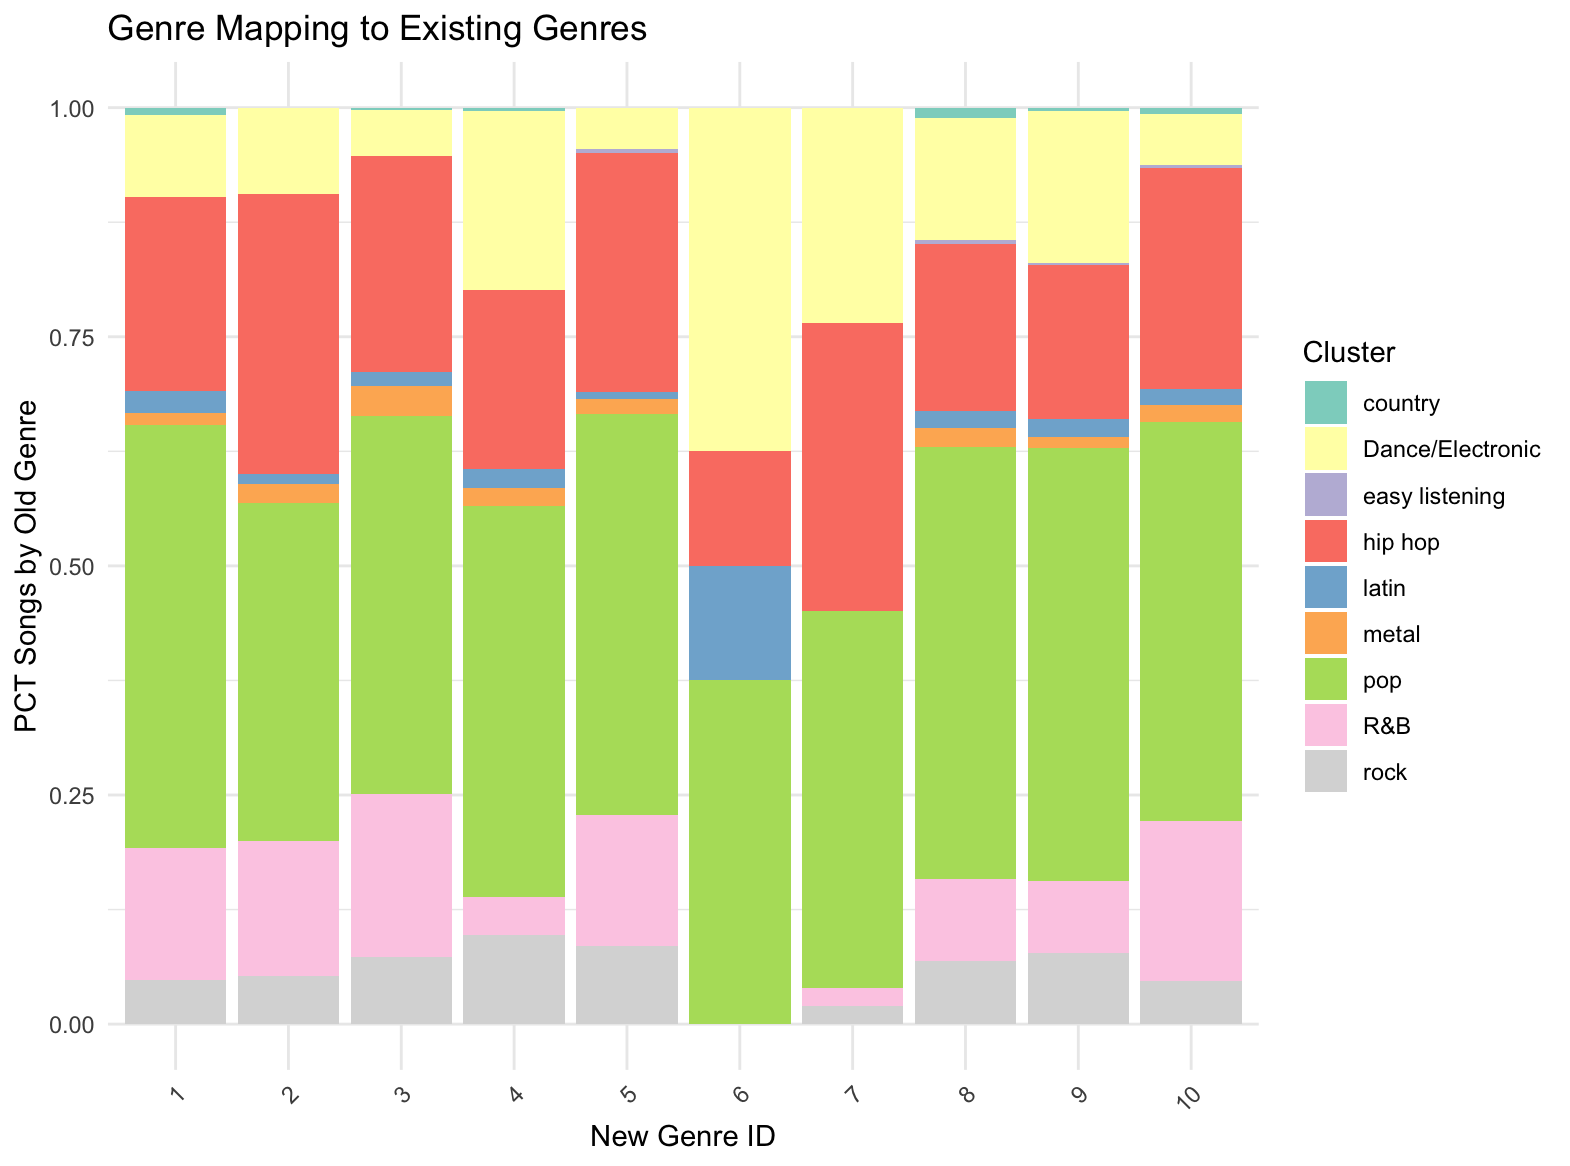 Genre Mapping to Existing Genres
PCT Songs by Old Genre
1.00
0.75
0.50
0.25
0.00
1
2
3
4
5
6
7
8
9
10
New Genre ID
Cluster
country
Dance/Electronic
easy listening
hip hop
latin
metal
pop
R&B
rock